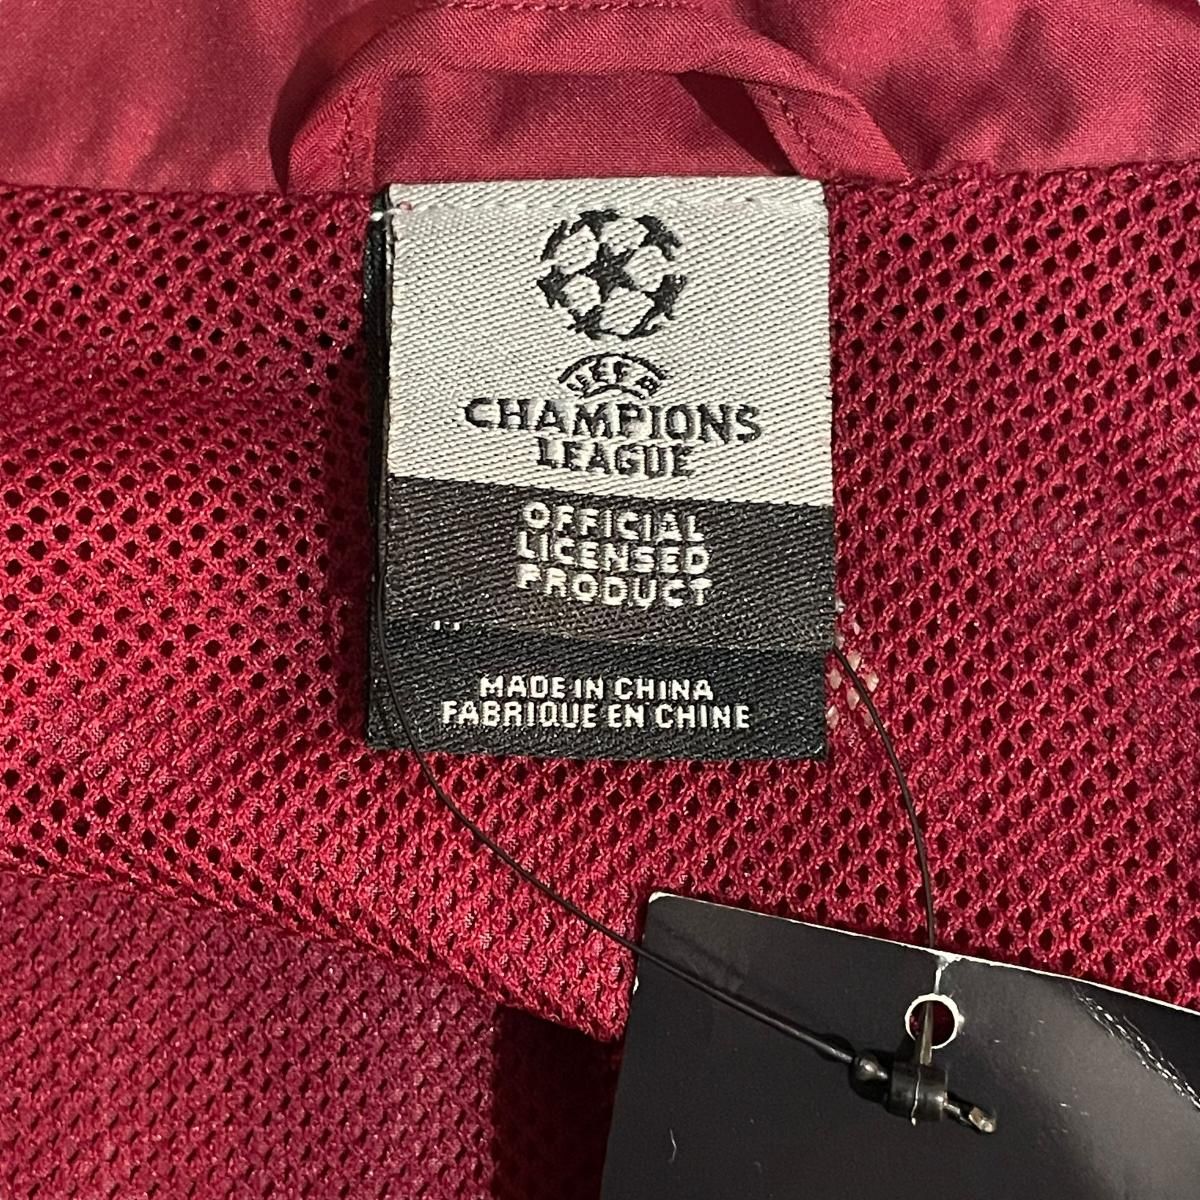 UEFA
CHAMPIONS
LEAGUE
OFFICIAL
LICENSED
PRODUCT
MADE IN CHINA
FABRIQUE EN CHINE